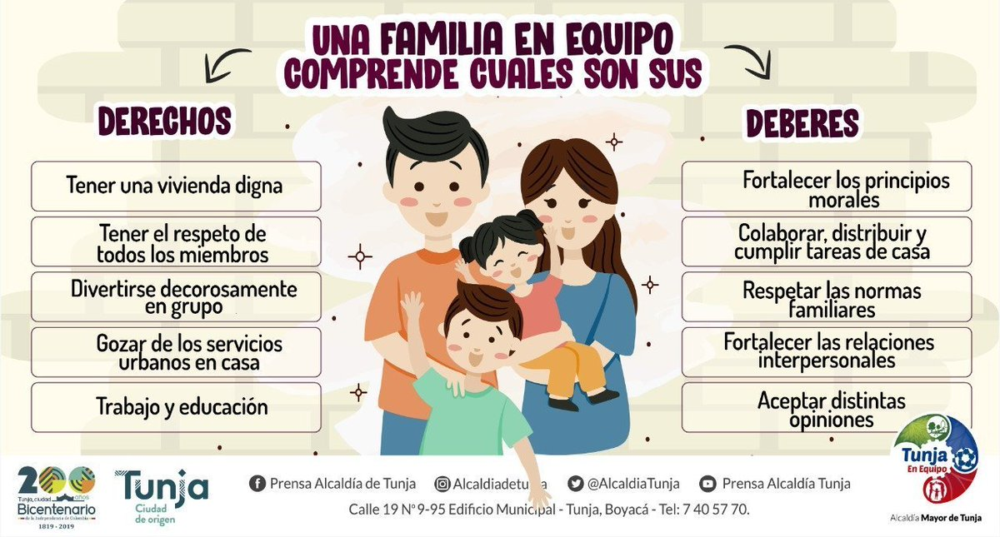 UNA FAMILIA EN EQUIPO
COMPRENDE CUALES SON SUS
DERECHOS
Tener una vivienda digna
Tener el respeto de
todos los miembros
Divertirse decorosamente
en grupo
Gozar de los servicios
urbanos en casa
Trabajo y educación
DEBERES
Fortalecer los principios
morales
Colaborar, distribuir y
cumplir tareas de casa
Respetar las normas
familiares
Fortalecer las relaciones
interpersonales
Aceptar distintas
opiniones
200 años
Tunja, ciudad
Bicentenario
de la Independencia de Colombia
1819 - 2019
Tunja
Ciudad
de origen
Prensa Alcaldía de Tunja
Alcaldiadetunja
@AlcaldiaTunja
Prensa Alcaldía Tunja
Calle 19 Nº 9-95 Edificio Municipal - Tunja, Boyacá - Tel: 7 40 57 70.
Tunja
En Equipo
Alcaldía Mayor de Tunja